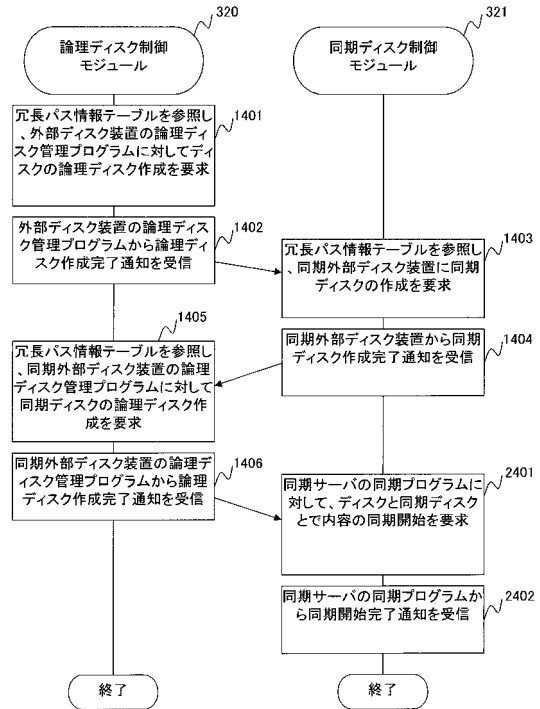 320
論理ディスク制御
モジュール
321
同期ディスク制御
モジュール
1401
冗長パス情報テーブルを参照し
、外部ディスク装置の論理ディ
スク管理プログラムに対してディ
スクの論理ディスク作成を要求
1402
外部ディスク装置の論理ディス
ク管理プログラムから論理ディ
スク作成完了通知を受信
1403
冗長パス情報テーブルを参照し
、同期外部ディスク装置に同期
ディスクの作成を要求
1404
同期外部ディスク装置から同期
ディスク作成完了通知を受信
1405
冗長パス情報テーブルを参照し
、同期外部ディスク装置の論理
ディスク管理プログラムに対して
同期ディスクの論理ディスク作
成を要求
1406
同期外部ディスク装置の論理デ
ィスク管理プログラムから論理
ディスク作成完了通知を受信
2401
同期サーバの同期プログラムに
対して、ディスクと同期ディスク
とで内容の同期開始を要求
2402
同期サーバの同期プログラムか
ら同期開始完了通知を受信
終了
終了